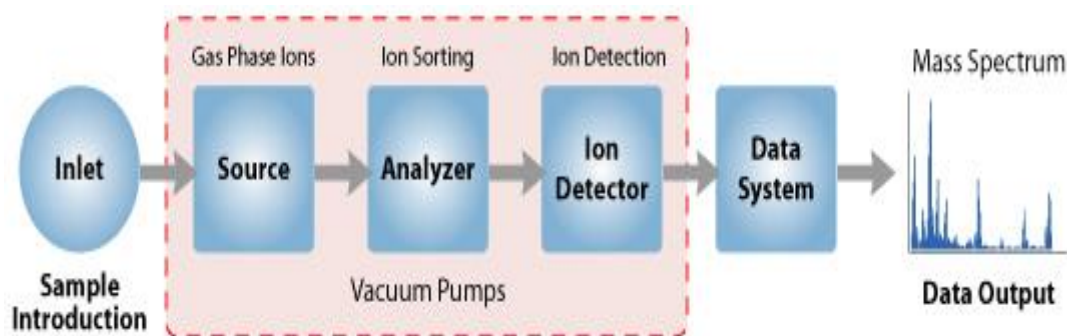 Gas Phase Ions
Ion Sorting
Ion Detection
Mass Spectrum
Inlet
Source
Analyzer
Ion
Detector
Data
System
Sample
Introduction
Vacuum Pumps
Data Output